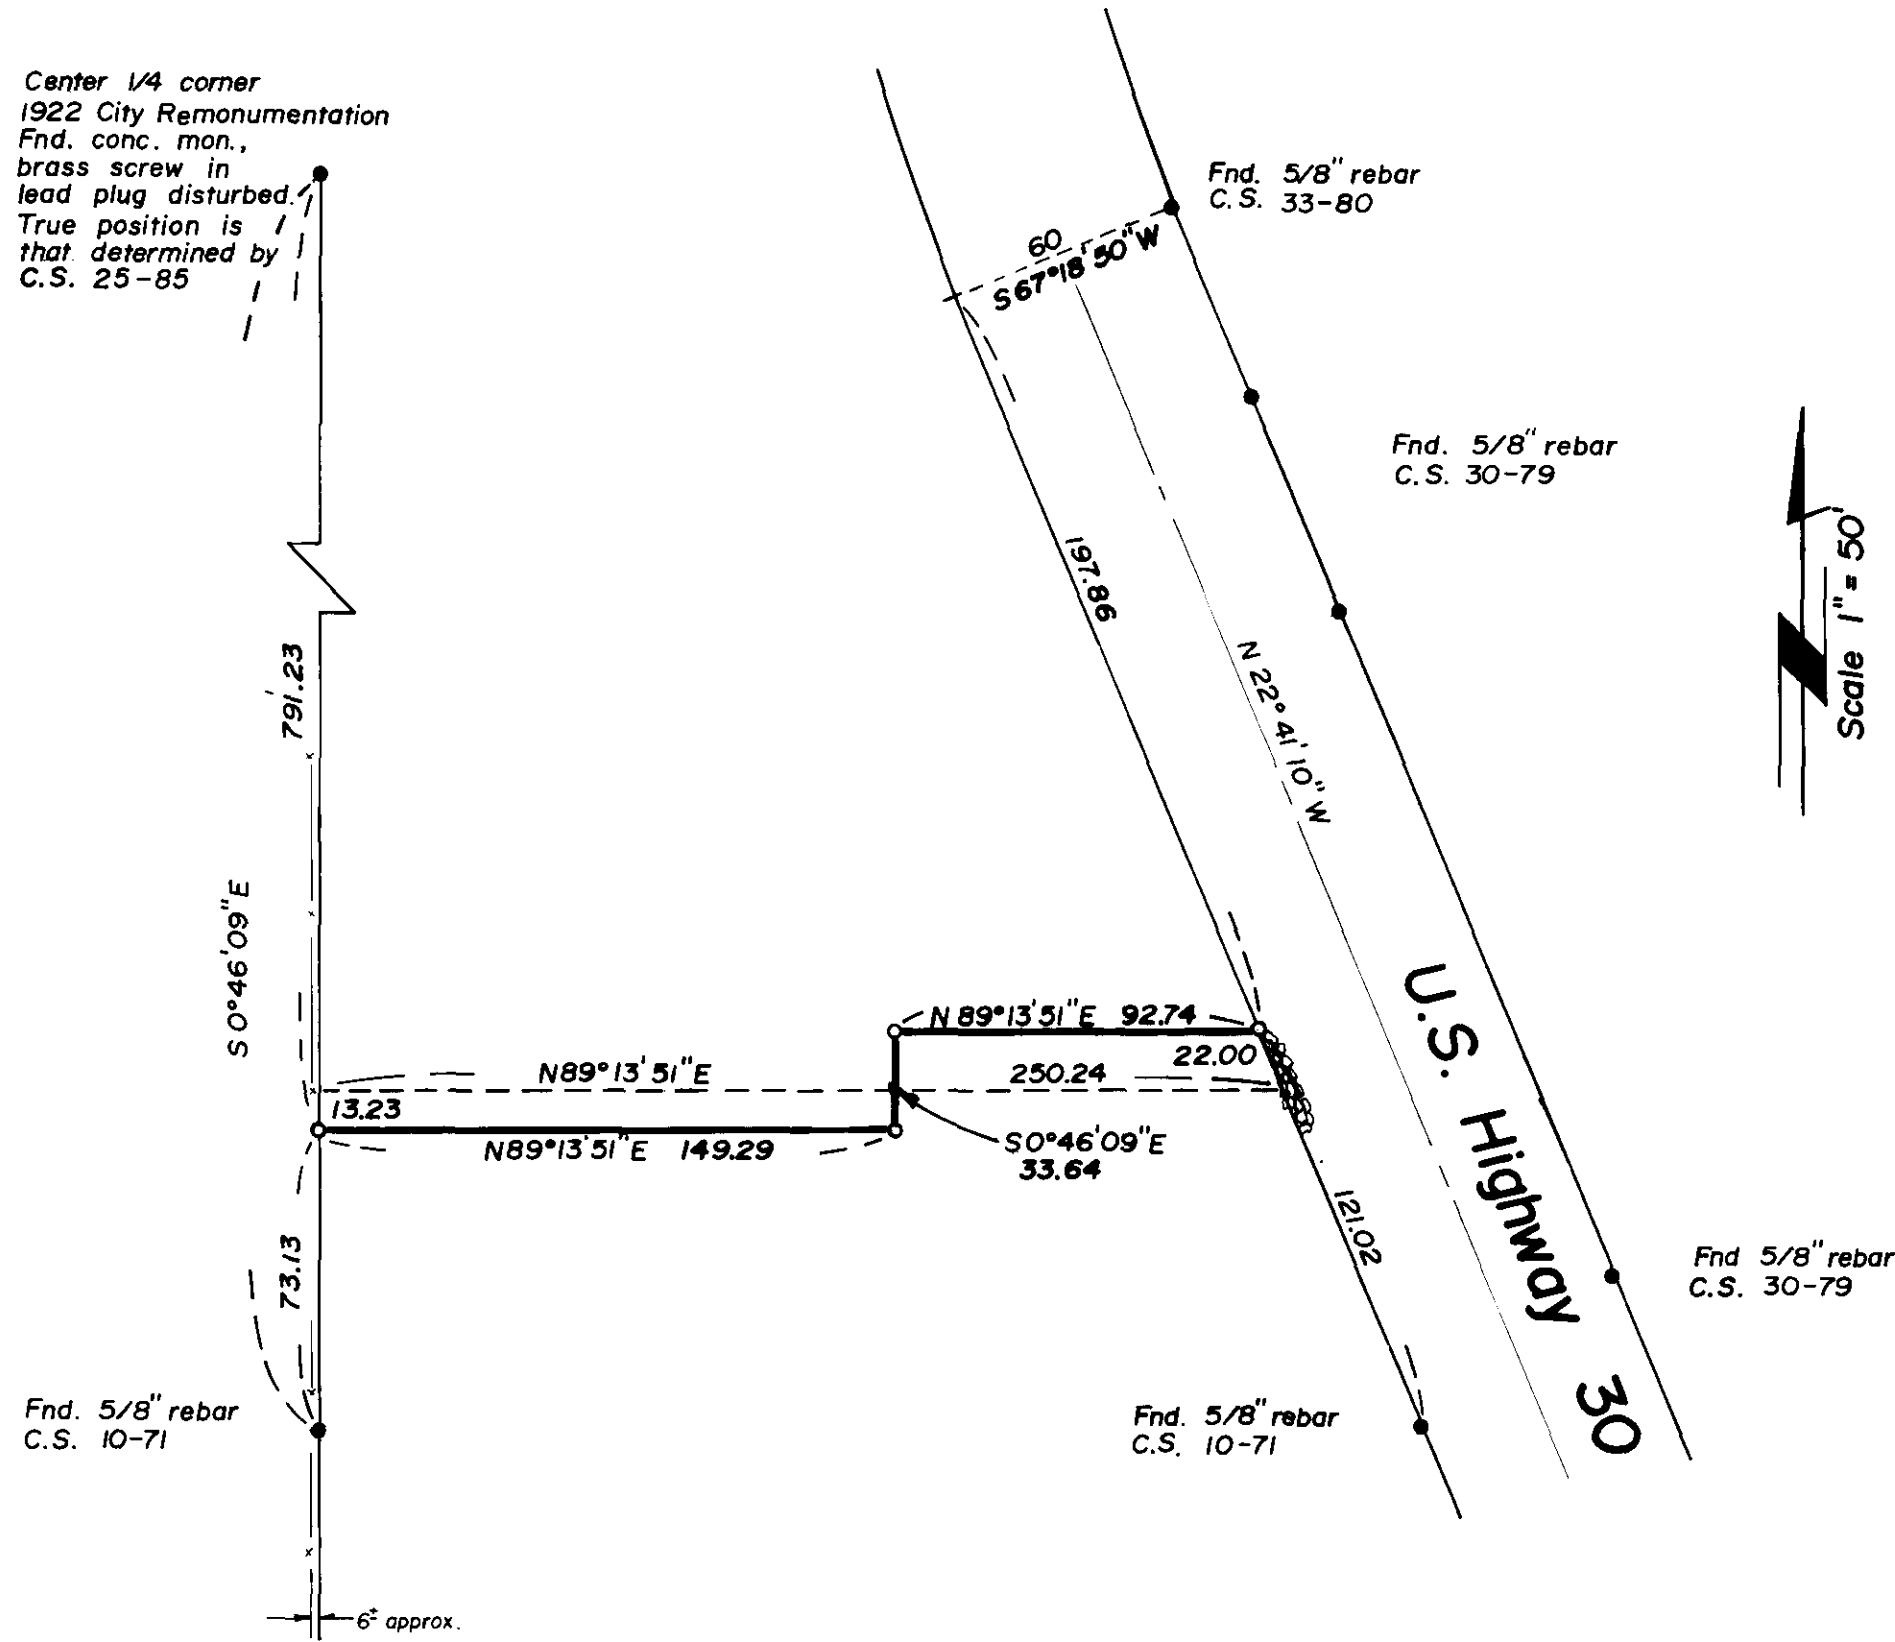 Center 1/4 corner
1922 City Remonumentation
Fnd. conc. mon.,
brass screw in
lead plug disturbed.
True position is
that determined by
C.S. 25-85
Fnd. 5/8" rebar
C.S. 33-80
60
S 67°18'50" W
Fnd. 5/8" rebar
C.S. 30-79
Scale 1" = 50'
197.86
N 22°41'10" W
791.23
S 0°46'09" E
U.S. Highway 30
N 89°13'51" E 92.74
22.00
N 89°13'51" E
250.24
13.23
N 89°13'51" E 149.29
S 0°46'09" E
33.64
121.02
73.13
Fnd 5/8" rebar
C.S. 30-79
Fnd. 5/8" rebar
C.S. 10-71
Fnd. 5/8" rebar
C.S. 10-71
6± approx.